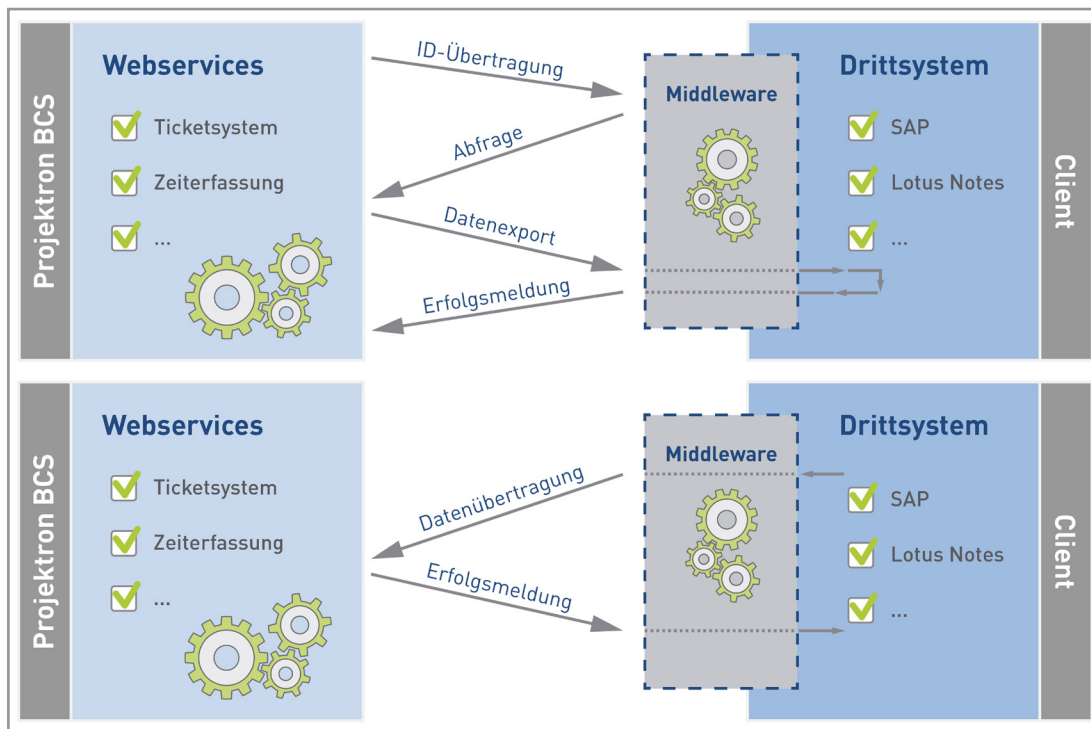 Projektron BCS
Webservices
Ticketsystem
Zeiterfassung
...
ID-Übertragung
Abfrage
Datenexport
Erfolgsmeldung
Middleware
Drittsystem
SAP
Lotus Notes
...
Client
Projektron BCS
Webservices
Ticketsystem
Zeiterfassung
...
Datenübertragung
Erfolgsmeldung
Middleware
Drittsystem
SAP
Lotus Notes
...
Client